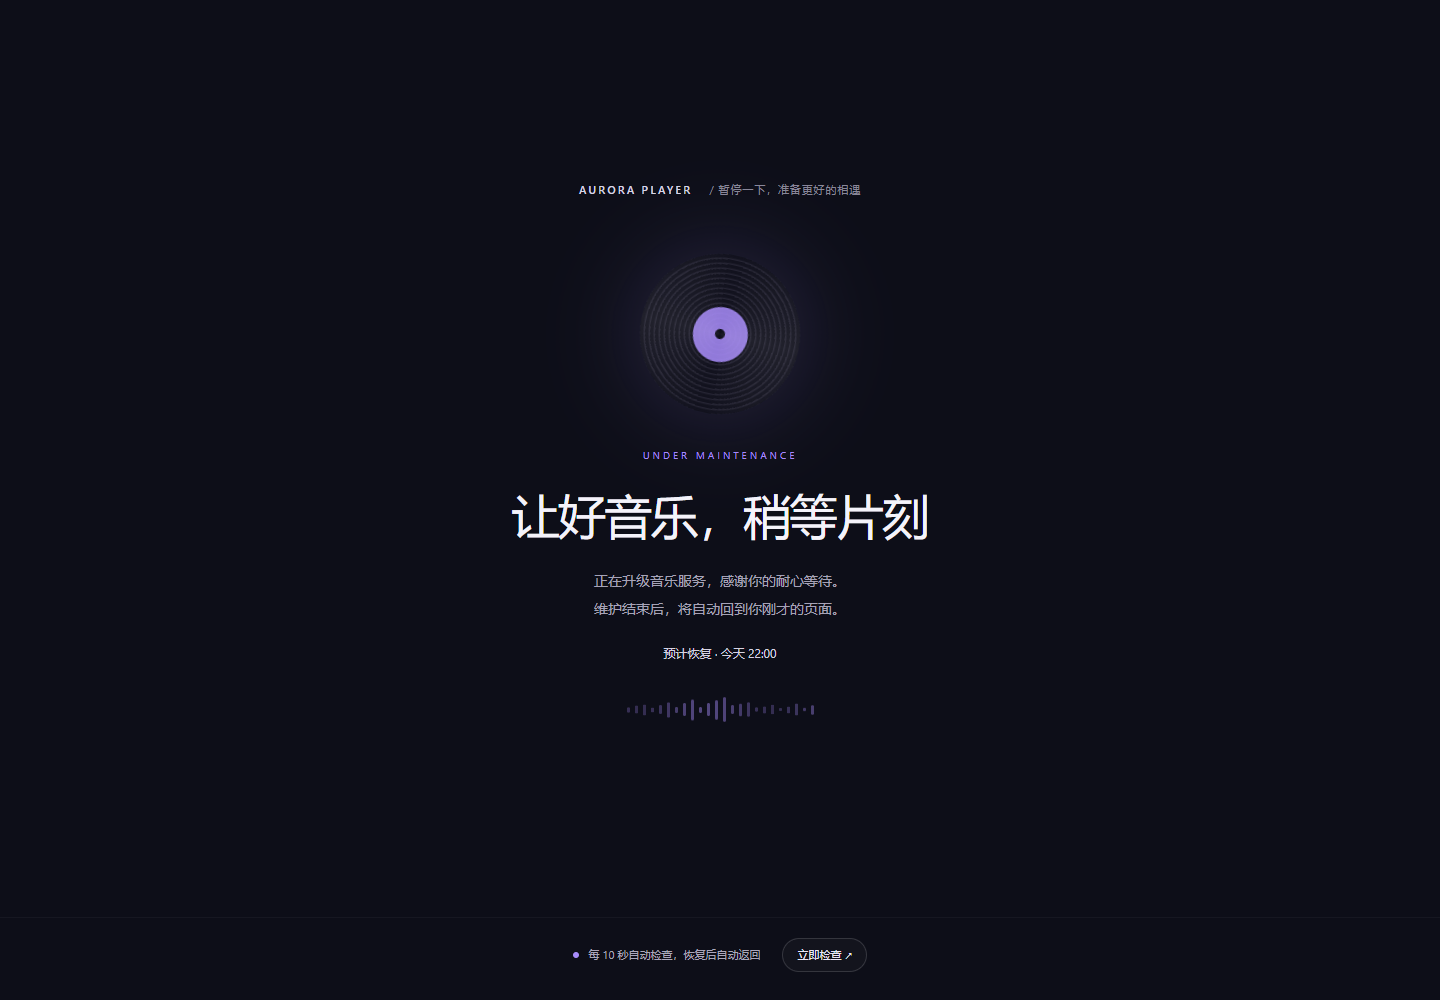 AURORA PLAYER / 暂停一下，准备更好的相遇
UNDER MAINTENANCE
让好音乐，稍等片刻
正在升级音乐服务，感谢你的耐心等待。
维护结束后，将自动回到你刚才的页面。
预计恢复 · 今天 22:00
每 10 秒自动检查，恢复后自动返回
立即检查 ↗